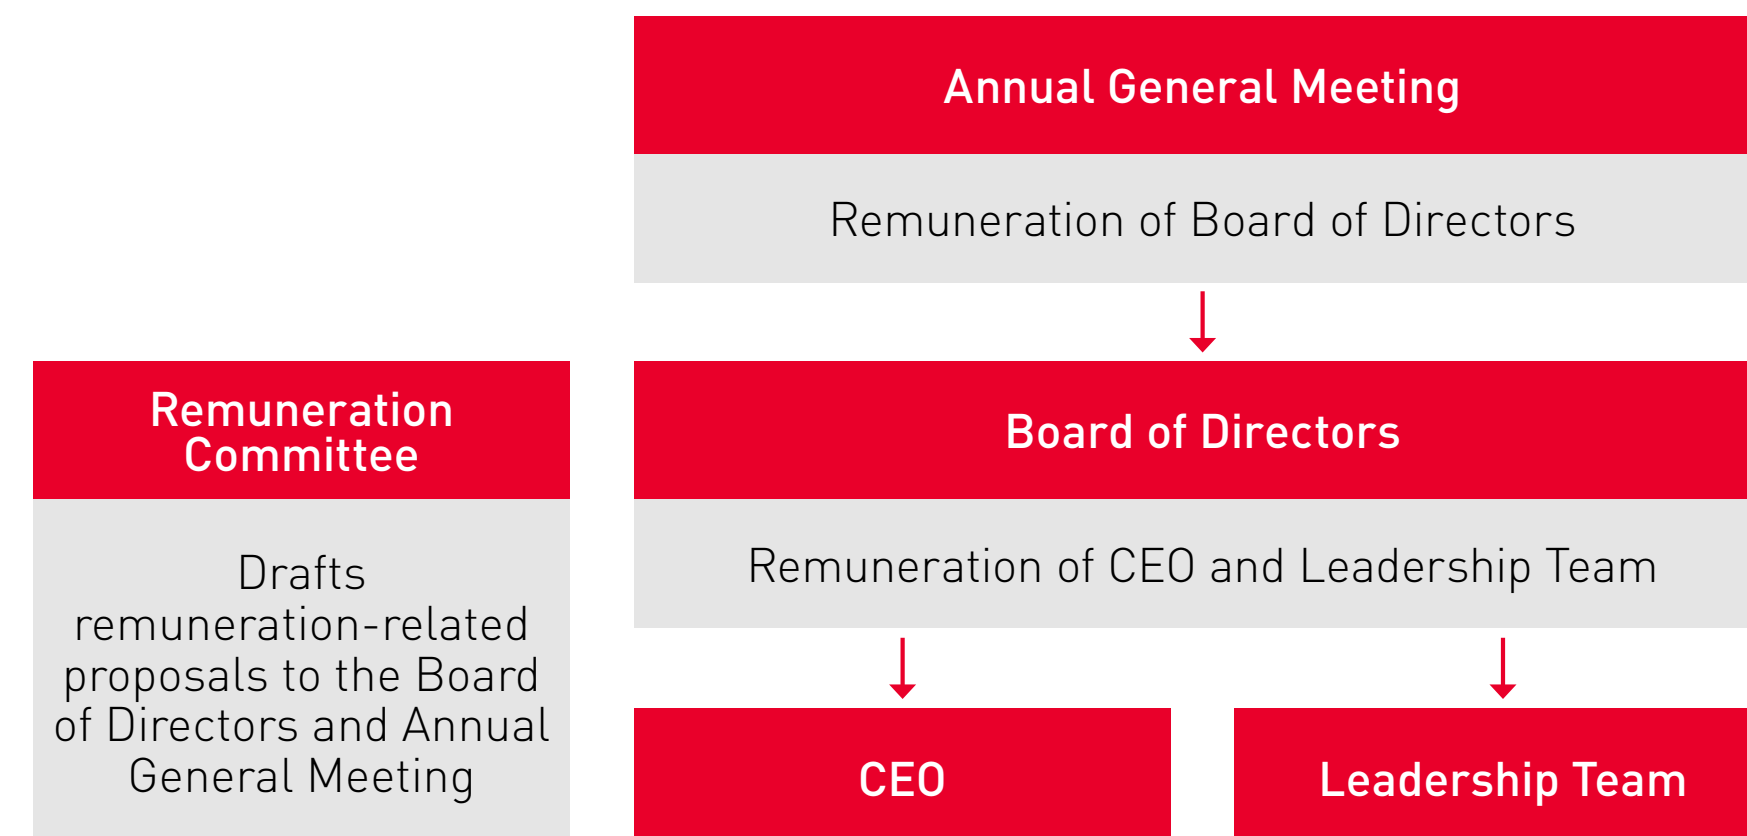 Annual General Meeting
Remuneration of Board of Directors
Remuneration
Committee
Drafts
remuneration-related
proposals to the Board
of Directors and Annual
General Meeting
Board of Directors
Remuneration of CEO and Leadership Team
CEO
Leadership Team